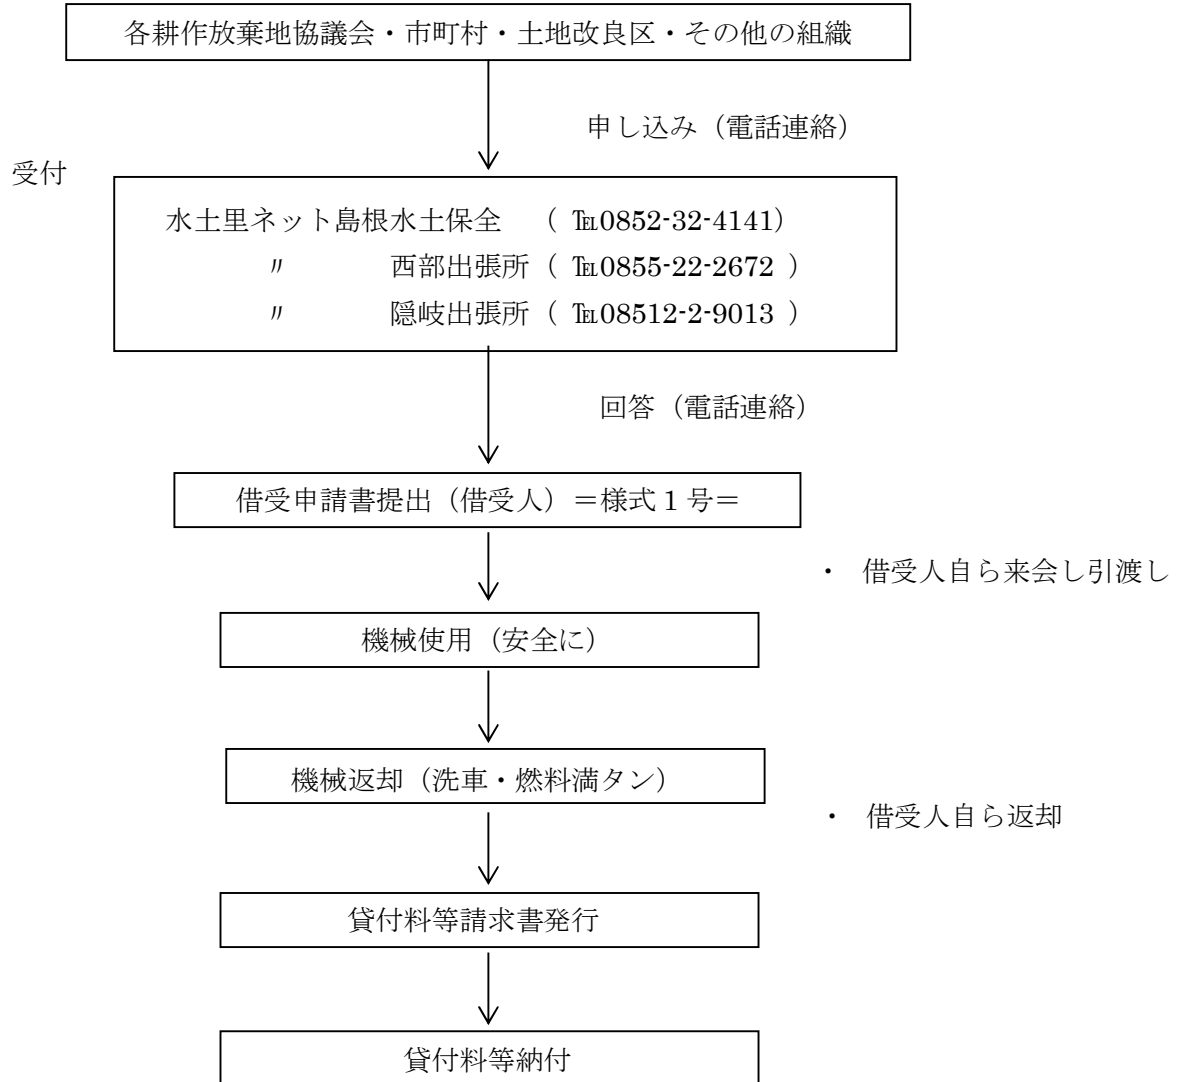 各耕作放棄地協議会・市町村・土地改良区・その他の組織
申し込み（電話連絡）
受付
水土里ネット島根水土保全　（ ℡0852-32-4141）
〃　　　　西部出張所（ ℡0855-22-2672 ）
〃　　　　隠岐出張所（ ℡08512-2-9013 ）
回答（電話連絡）
借受申請書提出（借受人）＝様式 1 号＝
・　借受人自ら来会し引渡し
機械使用（安全に）
機械返却（洗車・燃料満タン）
・　借受人自ら返却
貸付料等請求書発行
貸付料等納付